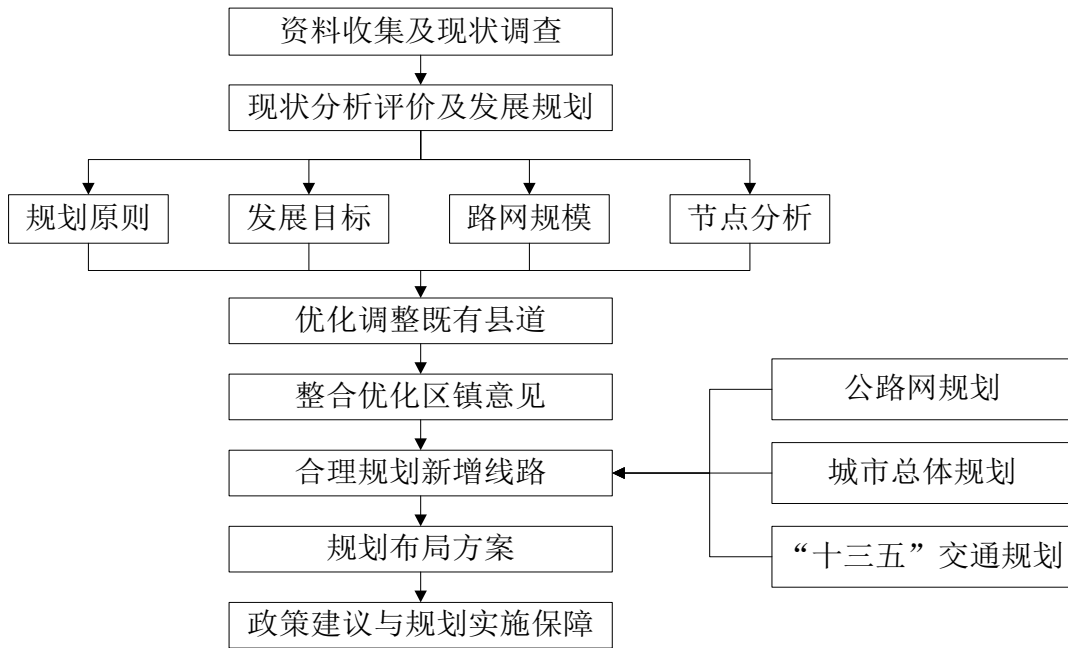 资料收集及现状调查
现状分析评价及发展规划
规划原则
发展目标
路网规模
节点分析
优化调整既有县道
整合优化区镇意见
合理规划新增线路
规划布局方案
政策建议与规划实施保障
公路网规划
城市总体规划
“十三五”交通规划